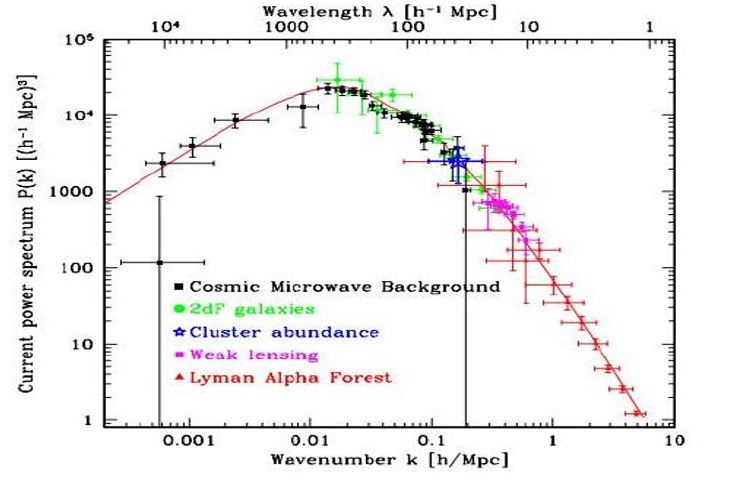 Wavelength λ [h⁻¹ Mpc]
10⁴ 1000 100 10 1
10⁵
10⁴
1000
100
10
1
Current power spectrum P(k) [(h⁻¹ Mpc)³]
Cosmic Microwave Background
2dF galaxies
Cluster abundance
Weak lensing
Lyman Alpha Forest
0.001 0.01 0.1 1 10
Wavenumber k [h/Mpc]